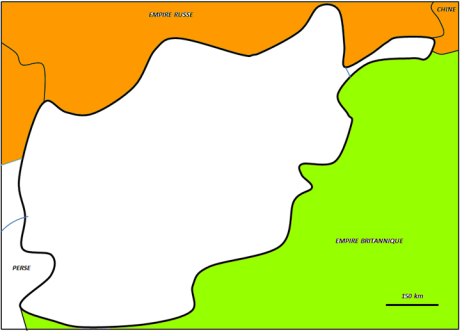 EMPIRE RUSSE
CHINE
EMPIRE BRITANNIQUE
PERSE
150 km